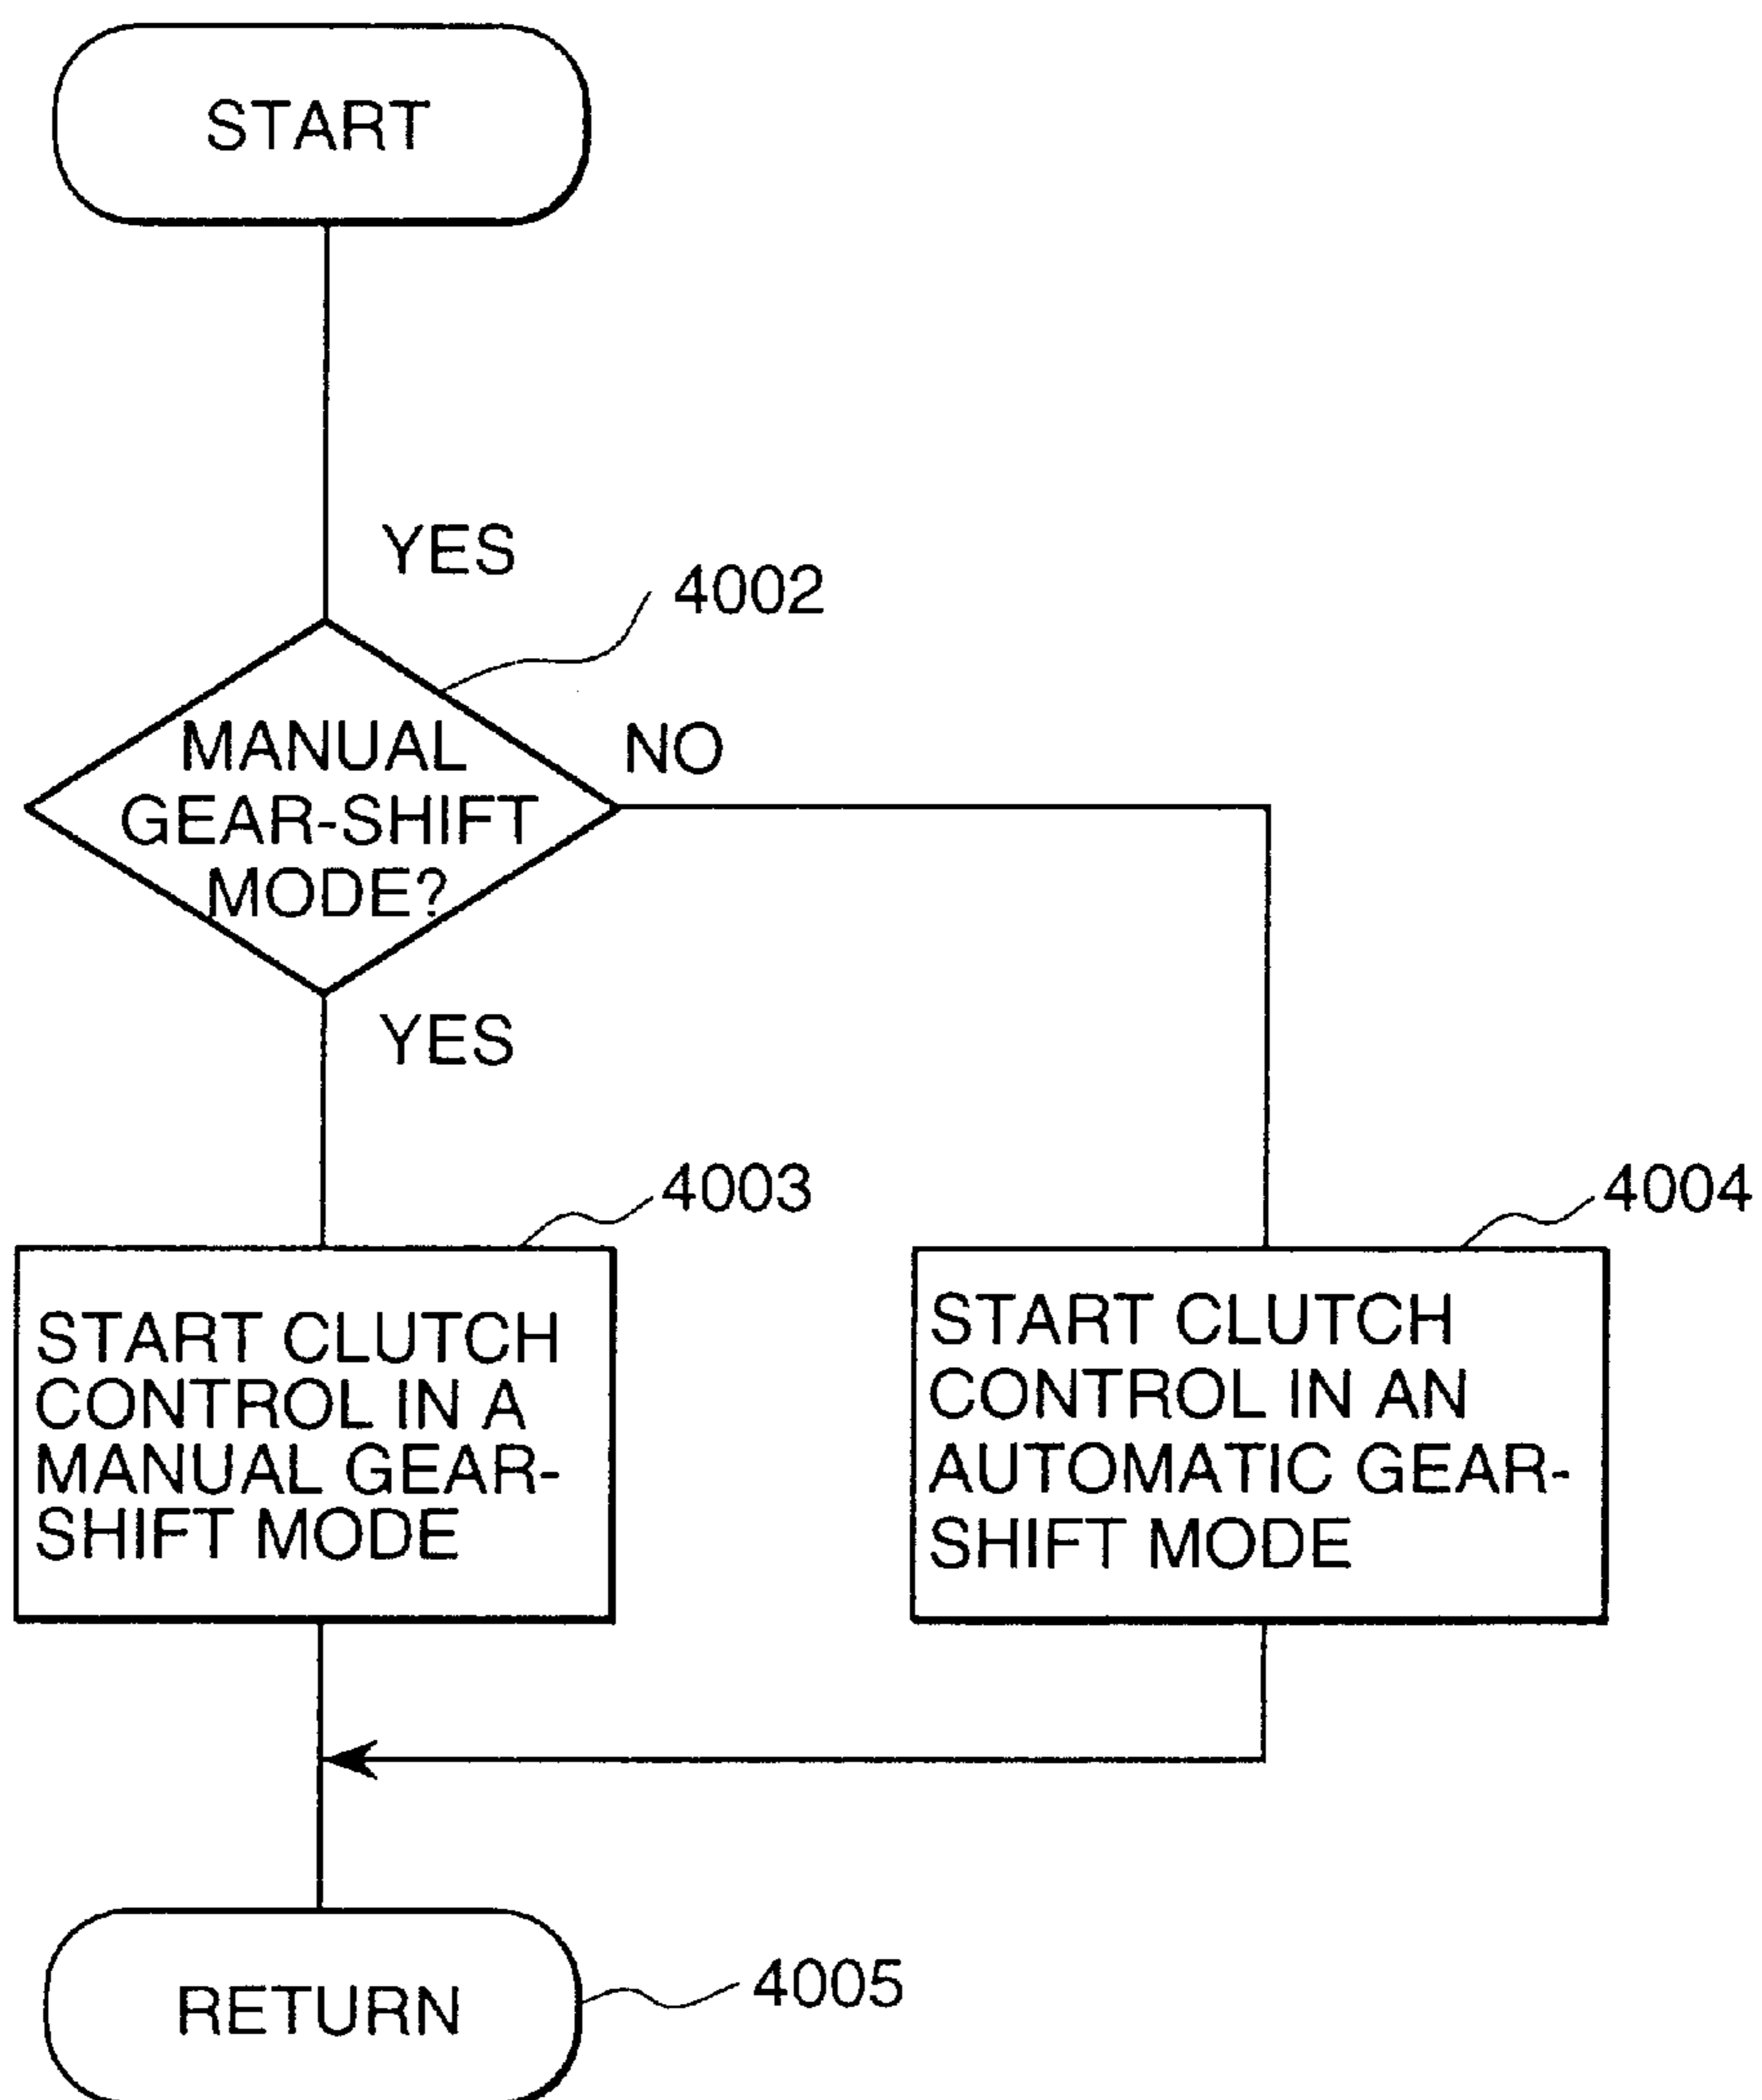 START
YES
4002
MANUAL
GEAR-SHIFT
MODE?
NO
YES
4003
START CLUTCH
CONTROL IN A
MANUAL GEAR-
SHIFT MODE
4004
START CLUTCH
CONTROL IN AN
AUTOMATIC GEAR-
SHIFT MODE
RETURN
4005